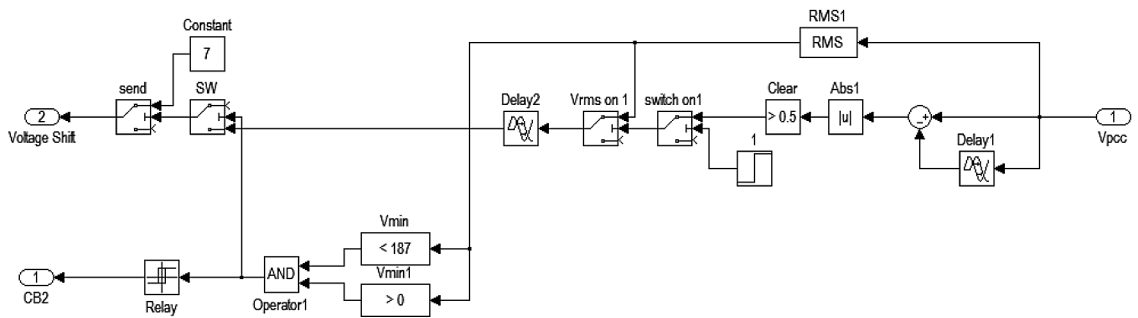 RMS1
RMS
Constant
7
send
SW
2
Voltage Shift
Delay2
Vrms on 1
switch on1
Clear
> 0.5
Abs1
|u|
1
Delay1
1
Vpcc
Vmin
< 187
Vmin1
> 0
AND
Operator1
Relay
1
CB2